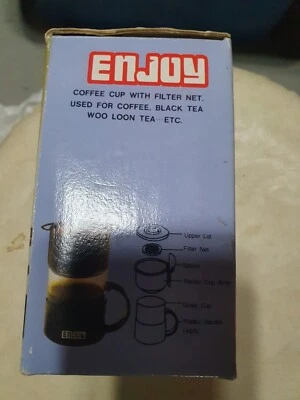 ENJOY
COFFEE CUP WITH FILTER NET.
USED FOR COFFEE. BLACK TEA
WOO LOON TEA ETC.
Upper Lid
Filter Net
ENJOY